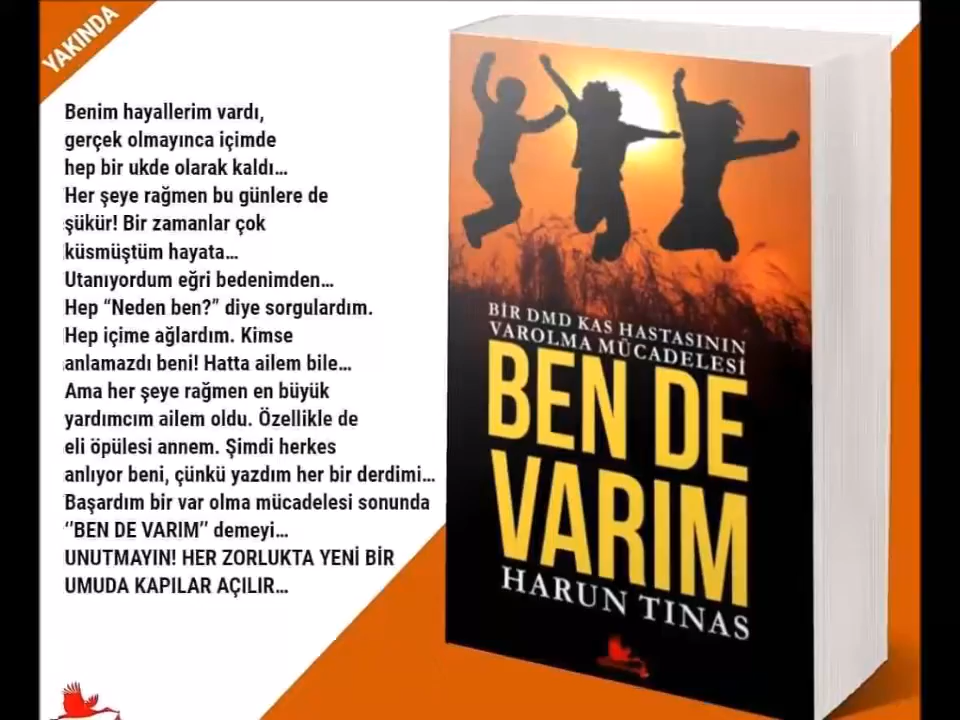 YAKINDA
Benim hayallerim vardı,
gerçek olmayınca içimde
hep bir ukde olarak kaldı...
Her şeye rağmen bu günlere de
şükür! Bir zamanlar çok
küsmüştüm hayata...
Utanıyordum eğri bedenimden...
Hep “Neden ben?” diye sorgulardım.
Hep içime ağlardım. Kimse
anlamazdı beni! Hatta ailem bile...
Ama her şeye rağmen en büyük
yardımcım ailem oldu. Özellikle de
eli öpülesi annem. Şimdi herkes
anlıyor beni, çünkü yazdım her bir derdimi...
Başardım bir var olma mücadelesi sonunda
‘‘BEN DE VARIM’’ demeyi...
UNUTMAYIN! HER ZORLUKTA YENİ BİR
UMUDA KAPILAR AÇILIR...
BİR DMD KAS HASTASININ
VAROLMA MÜCADELESİ
BEN DE
VARIM
HARUN TINAS